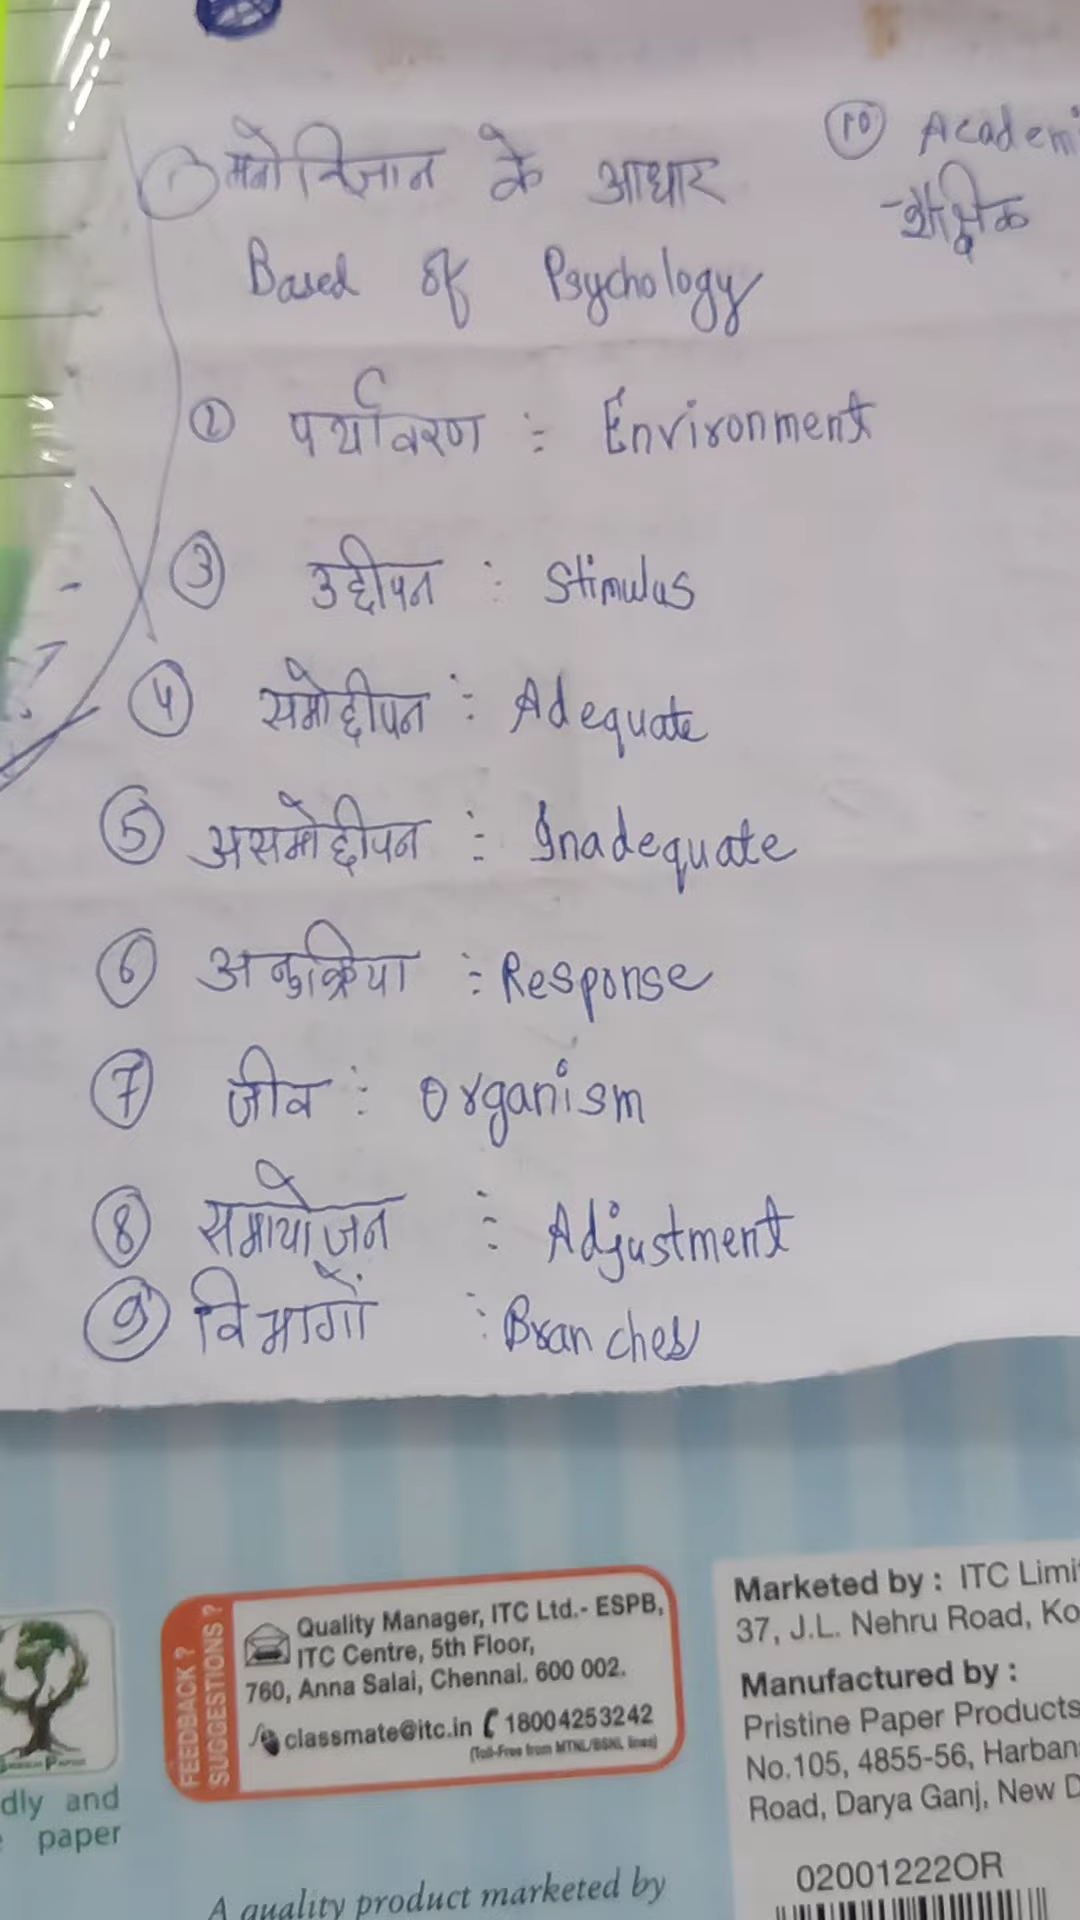 ① मनोविज्ञान के आधार
Based of Psychology
⑩ Academi
-शैक्षिक
② पर्यावरण : Environment
③ उद्दीपन : Stimulus
④ समोद्दीपन : Adequate
⑤ असमोद्दीपन : Inadequate
⑥ अनुक्रिया : Response
⑦ जीव : Organism
⑧ समायोजन : Adjustment
⑨ विभागों : Branches
FEEDBACK ?
SUGGESTIONS ?
Quality Manager, ITC Ltd.- ESPB,
ITC Centre, 5th Floor,
760, Anna Salai, Chennai. 600 002.
classmate@itc.in 18004253242
(Toll-Free from MTNL/BSNL lines)
Marketed by : ITC Limi
37, J.L. Nehru Road, Ko
Manufactured by :
Pristine Paper Products
No.105, 4855-56, Harban
Road, Darya Ganj, New D
02001222OR
dly and
paper
A quality product marketed by